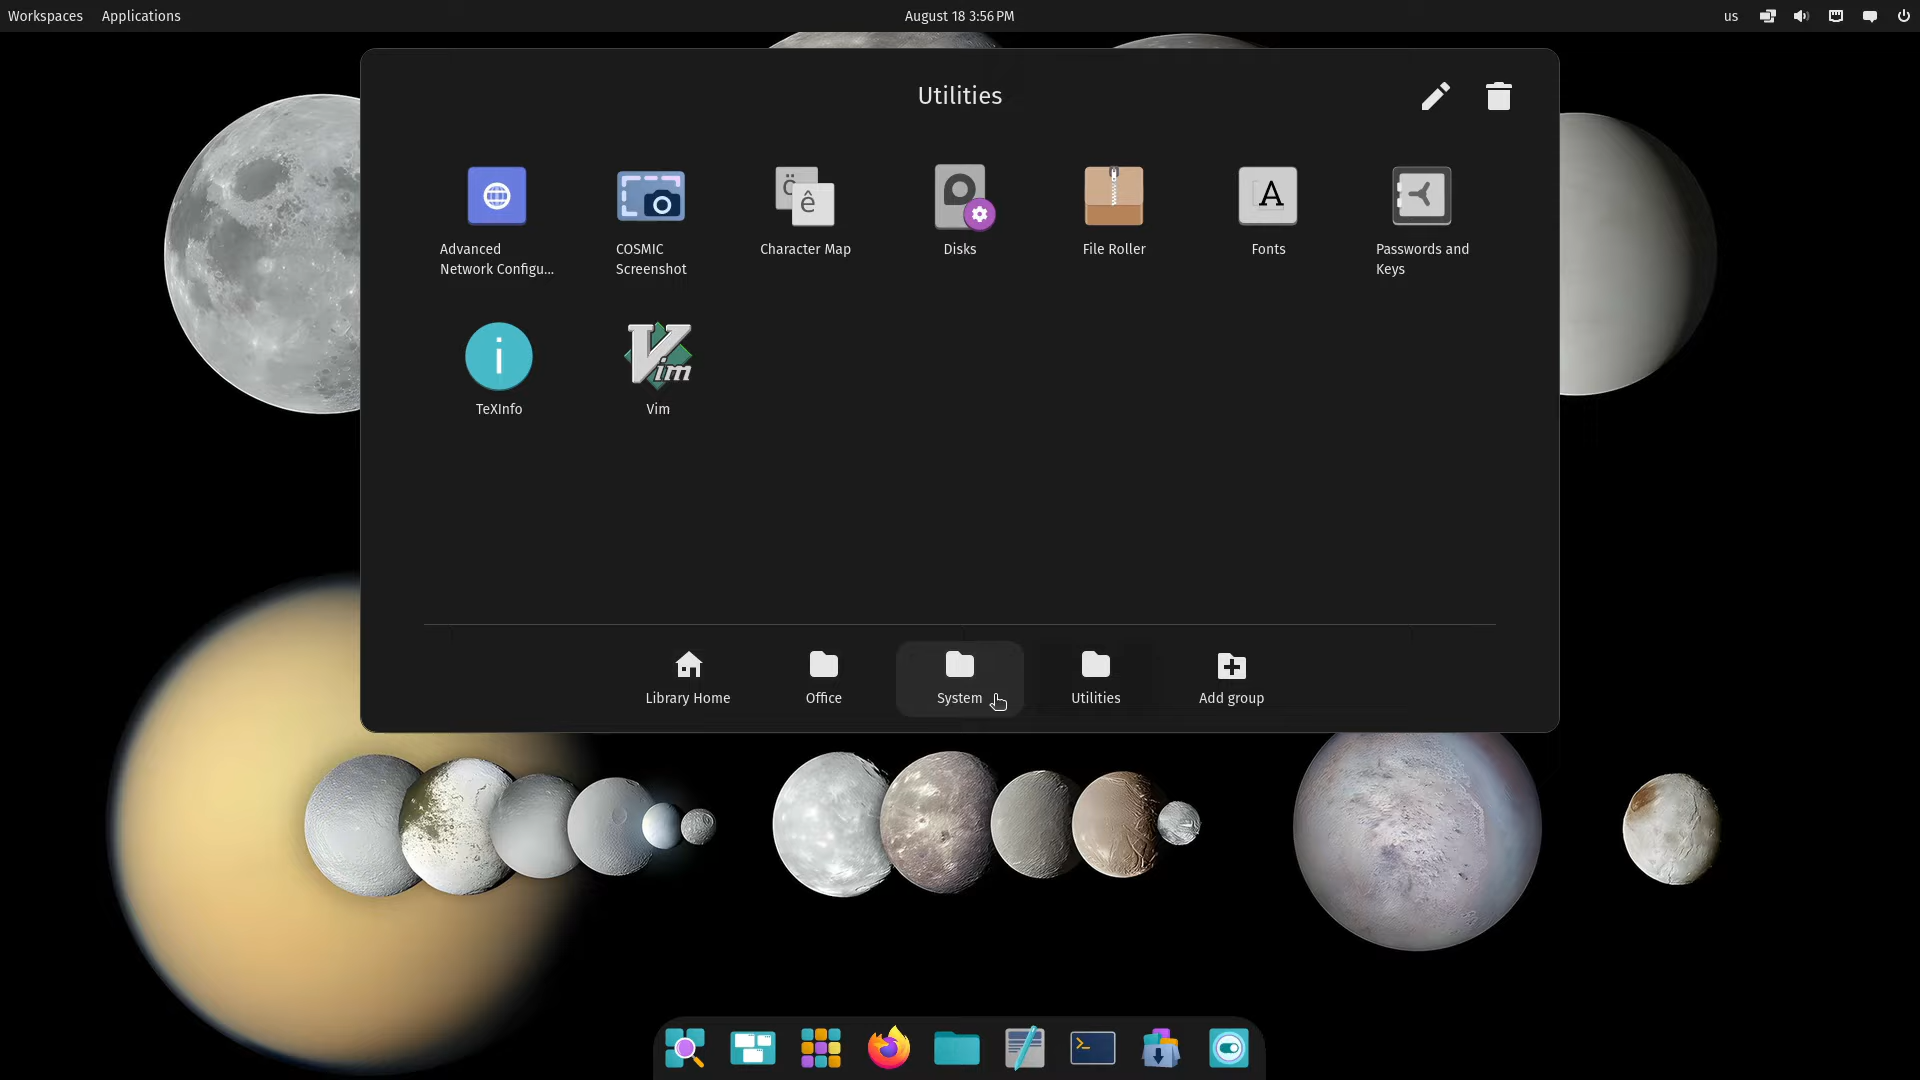 Workspaces Applications August 18 3:56 PM us
Utilities
Advanced
Network Configu...
COSMIC
Screenshot
Character Map
Disks
File Roller
Fonts
Passwords and
Keys
TeXInfo
Vim
Library Home
Office
System
Utilities
Add group